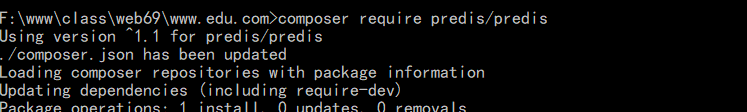 F:\www\class\web69\www.edu.com>composer require predis/predis
Using version ^1.1 for predis/predis
./composer.json has been updated
Loading composer repositories with package information
Updating dependencies (including require-dev)
Package operations: 1 install, 0 updates, 0 removals